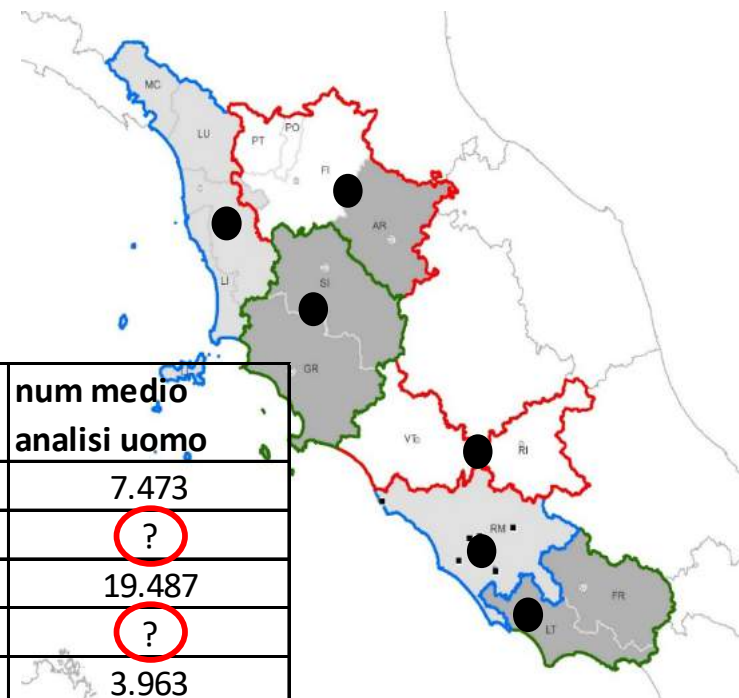 MC
LU
PT
PO
FI
AR
LI
SI
GR
VT
RI
RM
FR
LT
num medio
analisi uomo
7.473
?
19.487
?
3.963